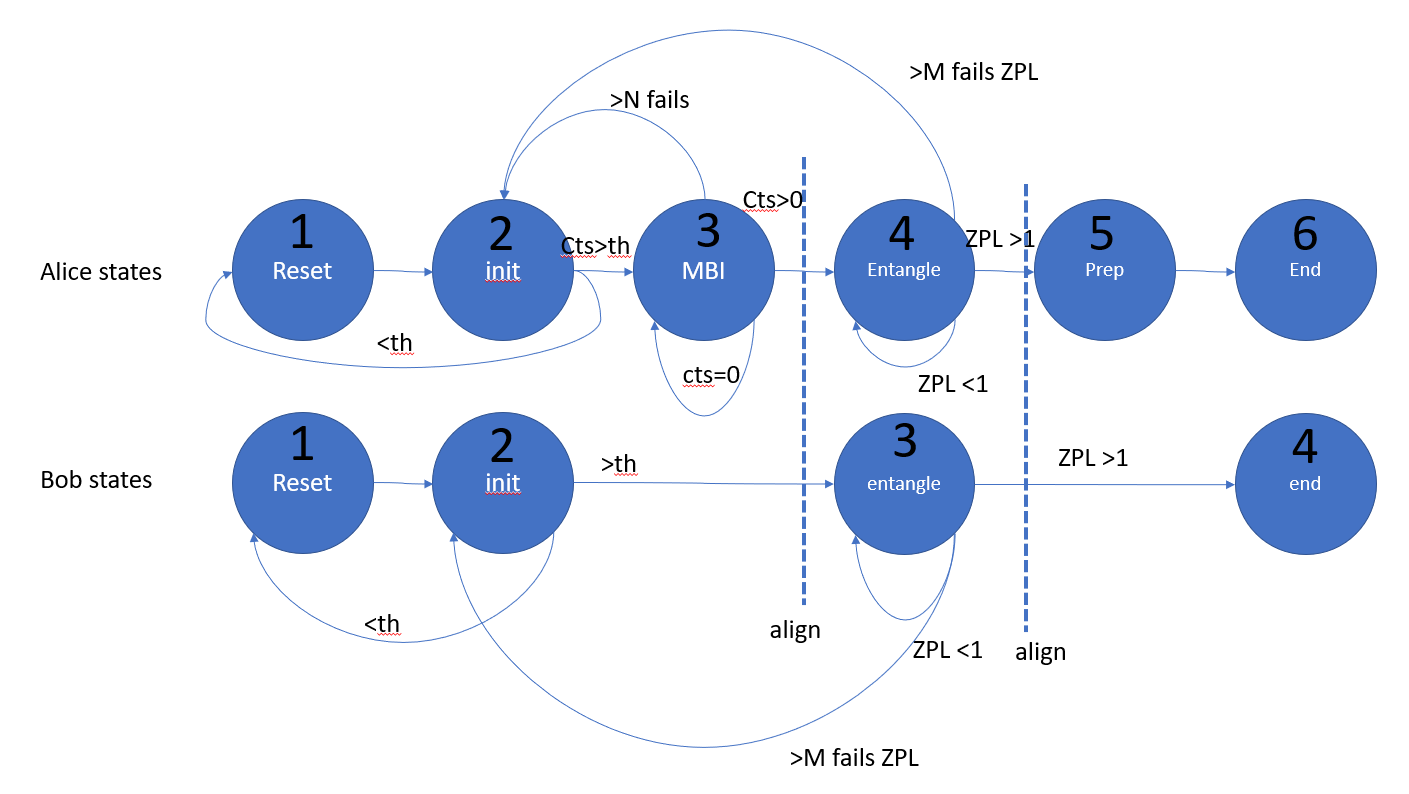 >M fails ZPL
>N fails
Cts>0
1
2
3
4
5
6
Cts>th
ZPL >1
Alice states
Reset
init
MBI
Entangle
Prep
End
<th
cts=0
ZPL <1
1
2
3
4
>th
ZPL >1
Bob states
Reset
init
entangle
end
<th
align
ZPL <1
align
>M fails ZPL